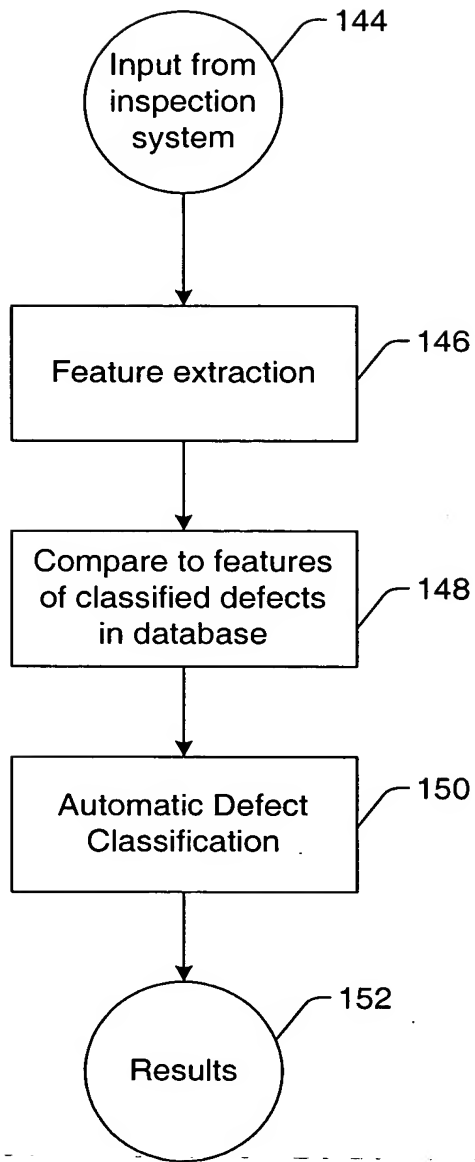 144
Input from
inspection
system
146
Feature extraction
148
Compare to features
of classified defects
in database
150
Automatic Defect
Classification
152
Results